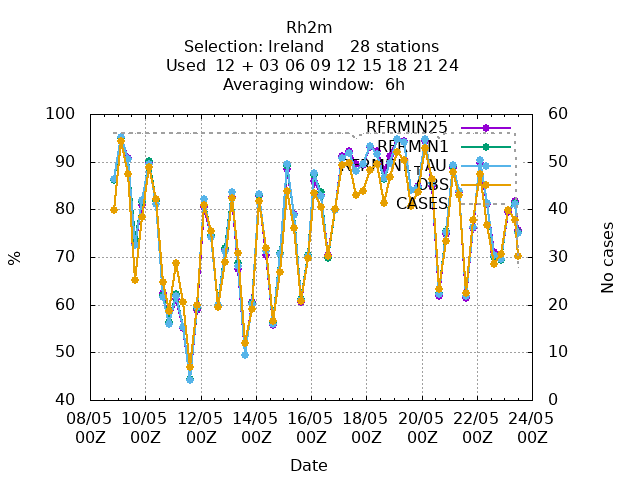 Rh2m
Selection: Ireland 28 stations
Used 12 + 03 06 09 12 15 18 21 24
Averaging window: 6h
100 60
RFRMIN25
RFRMIN1
90 50
OBS
CASES
80 40
70 30
60 20
50 10
40 0
%
No cases
08/05 10/05 12/05 14/05 16/05 18/05 20/05 22/05 24/05
00Z 00Z 00Z 00Z 00Z 00Z 00Z 00Z 00Z
Date